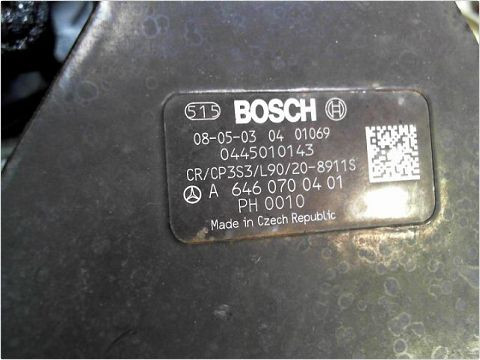 515 BOSCH
08-05-03 04 01069
0445010143
CR/CP3S3/L90/20-8911S
A 646 070 04 01
PH 0010
Made in Czech Republic